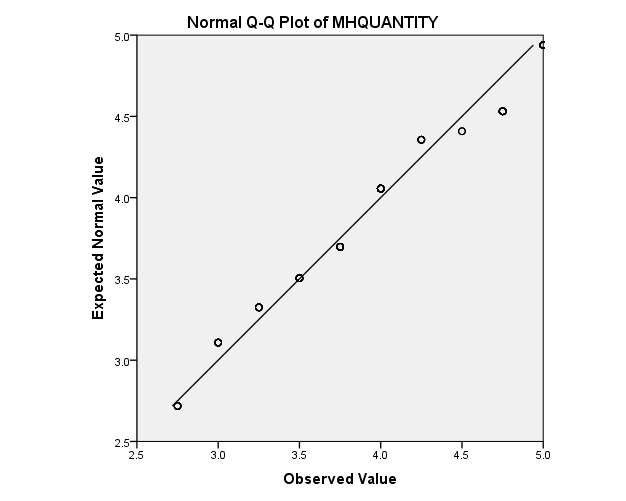 Normal Q-Q Plot of MHQUANTITY
5.0
4.5
4.0
3.5
3.0
2.5
Expected Normal Value
2.5 3.0 3.5 4.0 4.5 5.0
Observed Value